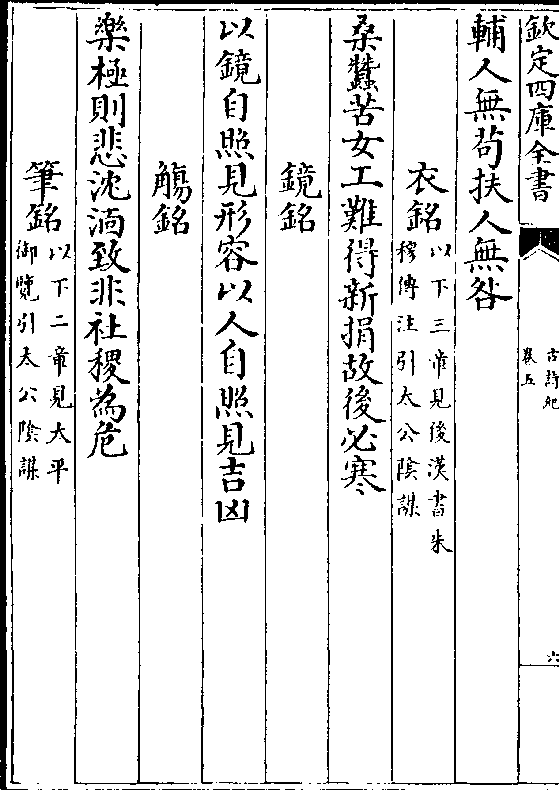 欽定四庫全書
古詩紀
卷五
六
輔人無苟扶人無咎
衣銘以下三章見後漢書朱
穆傳注引太公陰謀
桑蠶苦女工難得新捐故後必寒
鏡銘
以鏡自照見形容以人自照見吉凶
觴銘
樂極則悲沈湎致非社稷為危
筆銘以下二章見太平
御覽引太公陰謀